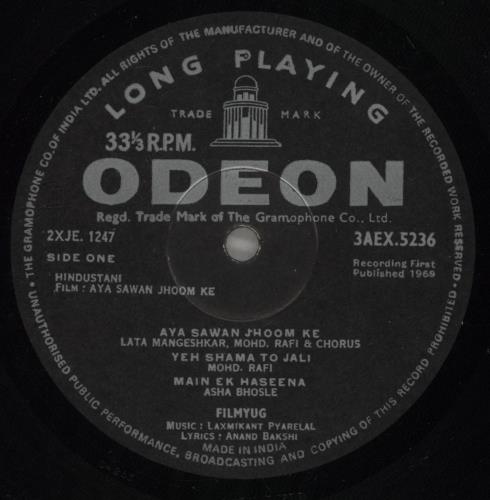 THE GRAMOPHONE CO. OF INDIA LTD. ALL RIGHTS OF THE MANUFACTURER AND OF THE OWNER OF THE RECORDED WORK RESERVED •
UNAUTHORISED PUBLIC PERFORMANCE, BROADCASTING AND COPYING OF THIS RECORD PROHIBITED
LONG PLAYING
TRADE MARK
33⅓ R.P.M.
ODEON
Regd. Trade Mark of The Gramophone Co., Ltd.
2XJE. 1247
3AEX.5236
SIDE ONE
Recording First
Published 1969
HINDUSTANI
FILM : AYA SAWAN JHOOM KE
AYA SAWAN JHOOM KE
LATA MANGESHKAR, MOHD. RAFI & CHORUS
YEH SHAMA TO JALI
MOHD. RAFI
MAIN EK HASEENA
ASHA BHOSLE
FILMYUG
MUSIC : LAXMIKANT PYARELAL
LYRICS : ANAND BAKSHI
MADE IN INDIA